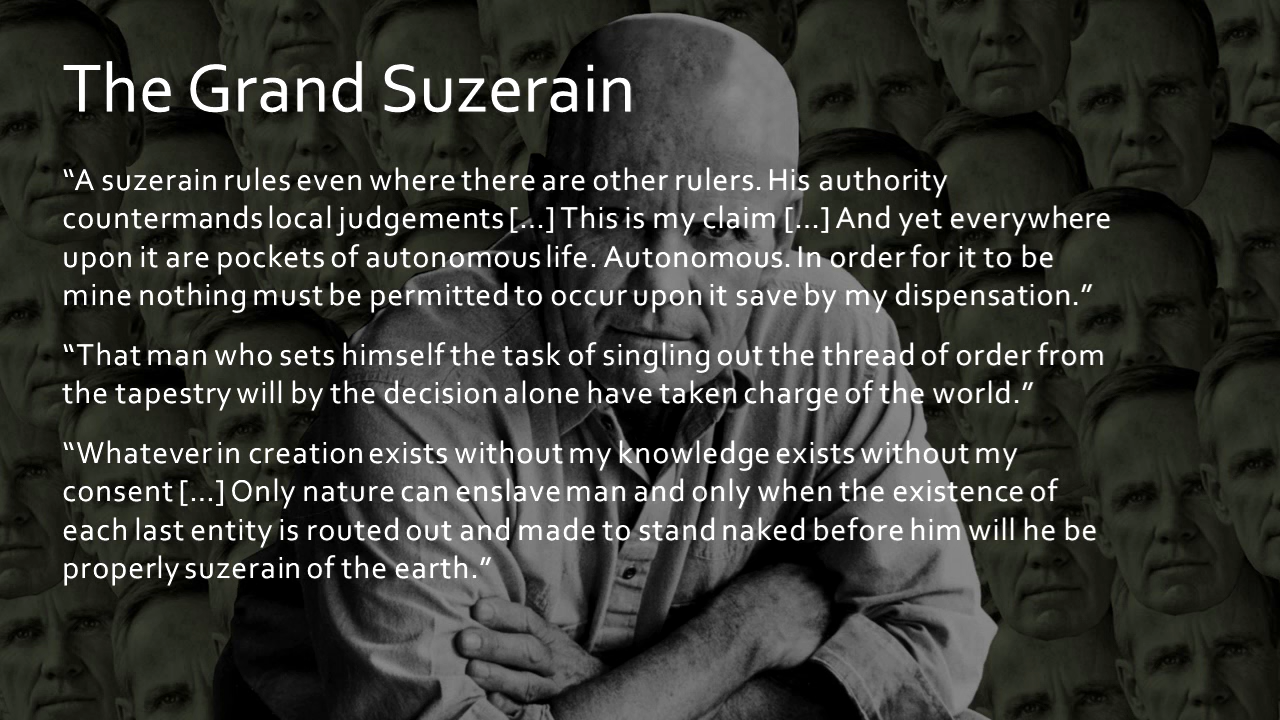 The Grand Suzerain
“A suzerain rules even where there are other rulers. His authority
countermands local judgements […] This is my claim […] And yet everywhere
upon it are pockets of autonomous life. Autonomous. In order for it to be
mine nothing must be permitted to occur upon it save by my dispensation.”
“That man who sets himself the task of singling out the thread of order from
the tapestry will by the decision alone have taken charge of the world.”
“Whatever in creation exists without my knowledge exists without my
consent […] Only nature can enslave man and only when the existence of
each last entity is routed out and made to stand naked before him will he be
properly suzerain of the earth.”